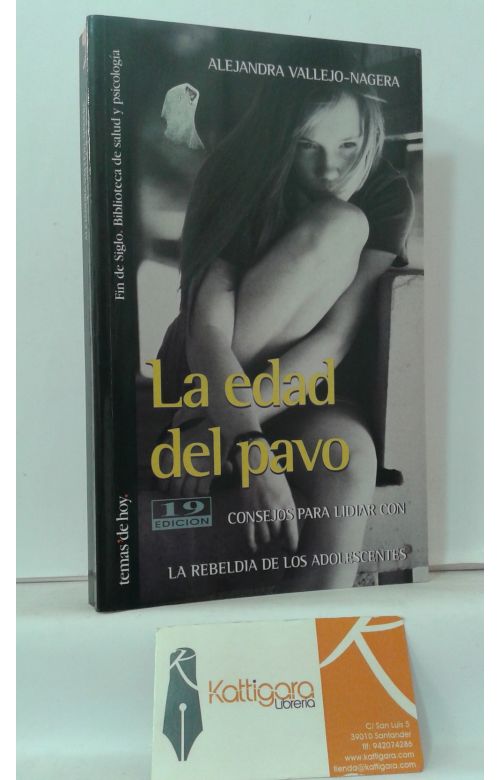 ALEJANDRA VALLEJO-NAGERA
Fin de Siglo. Biblioteca de salud y psicología
La edad
del pavo
19
EDICION
CONSEJOS PARA LIDIAR CON
LA REBELDIA DE LOS ADOLESCENTES
temas'de hoy.
Kattigara
Librería
C/ San Luis 5
39010 Santander
tlf: 942074286
www.kattigara.com
tienda@kattigara.com